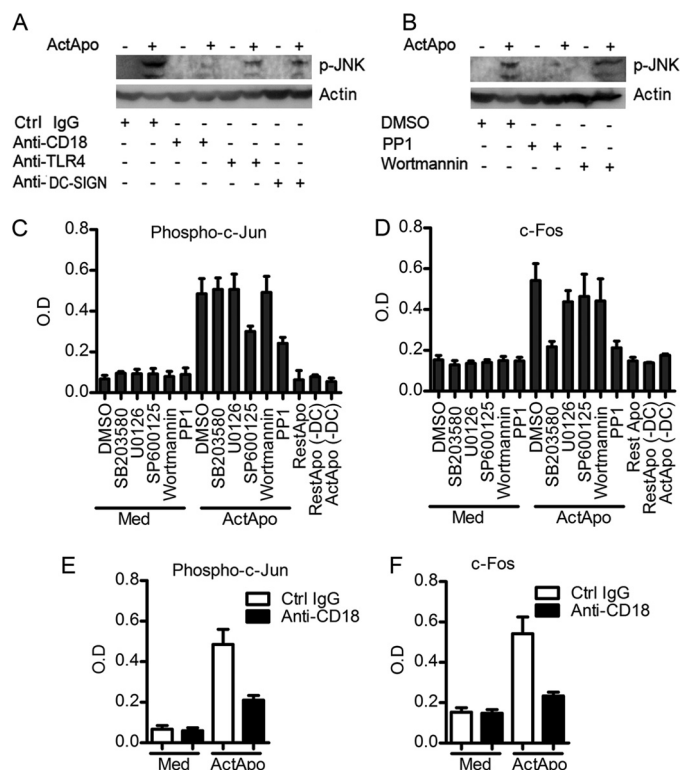 A
ActApo - + - + - + - +
p-JNK
Actin
Ctrl IgG + + - - - - - -
Anti-CD18 - - + + - - - -
Anti-TLR4 - - - - + + - -
Anti-DC-SIGN - - - - - - + +
B
ActApo - + - + - +
p-JNK
Actin
DMSO + + - - - -
PP1 - - + + - -
Wortmannin - - - - + +
C
Phospho-c-Jun
O.D
0.8
0.6
0.4
0.2
0.0
DMSO
SB203580
U0126
SP600125
Wortmannin
PP1
DMSO
SB203580
U0126
SP600125
Wortmannin
PP1
RestApo
RestApo (-DC)
ActApo (-DC)
Med
ActApo
D
c-Fos
O.D
0.8
0.6
0.4
0.2
0.0
DMSO
SB203580
U0126
SP600125
Wortmannin
PP1
DMSO
SB203580
U0126
SP600125
Wortmannin
PP1
Rest Apo
RestApo (-DC)
ActApo (-DC)
Med
ActApo
E
Phospho-c-Jun
O.D
0.8
0.6
0.4
0.2
0.0
Ctrl IgG
Anti-CD18
Med
ActApo
F
c-Fos
O.D
0.8
0.6
0.4
0.2
0.0
Ctrl IgG
Anti-CD18
Med
ActApo